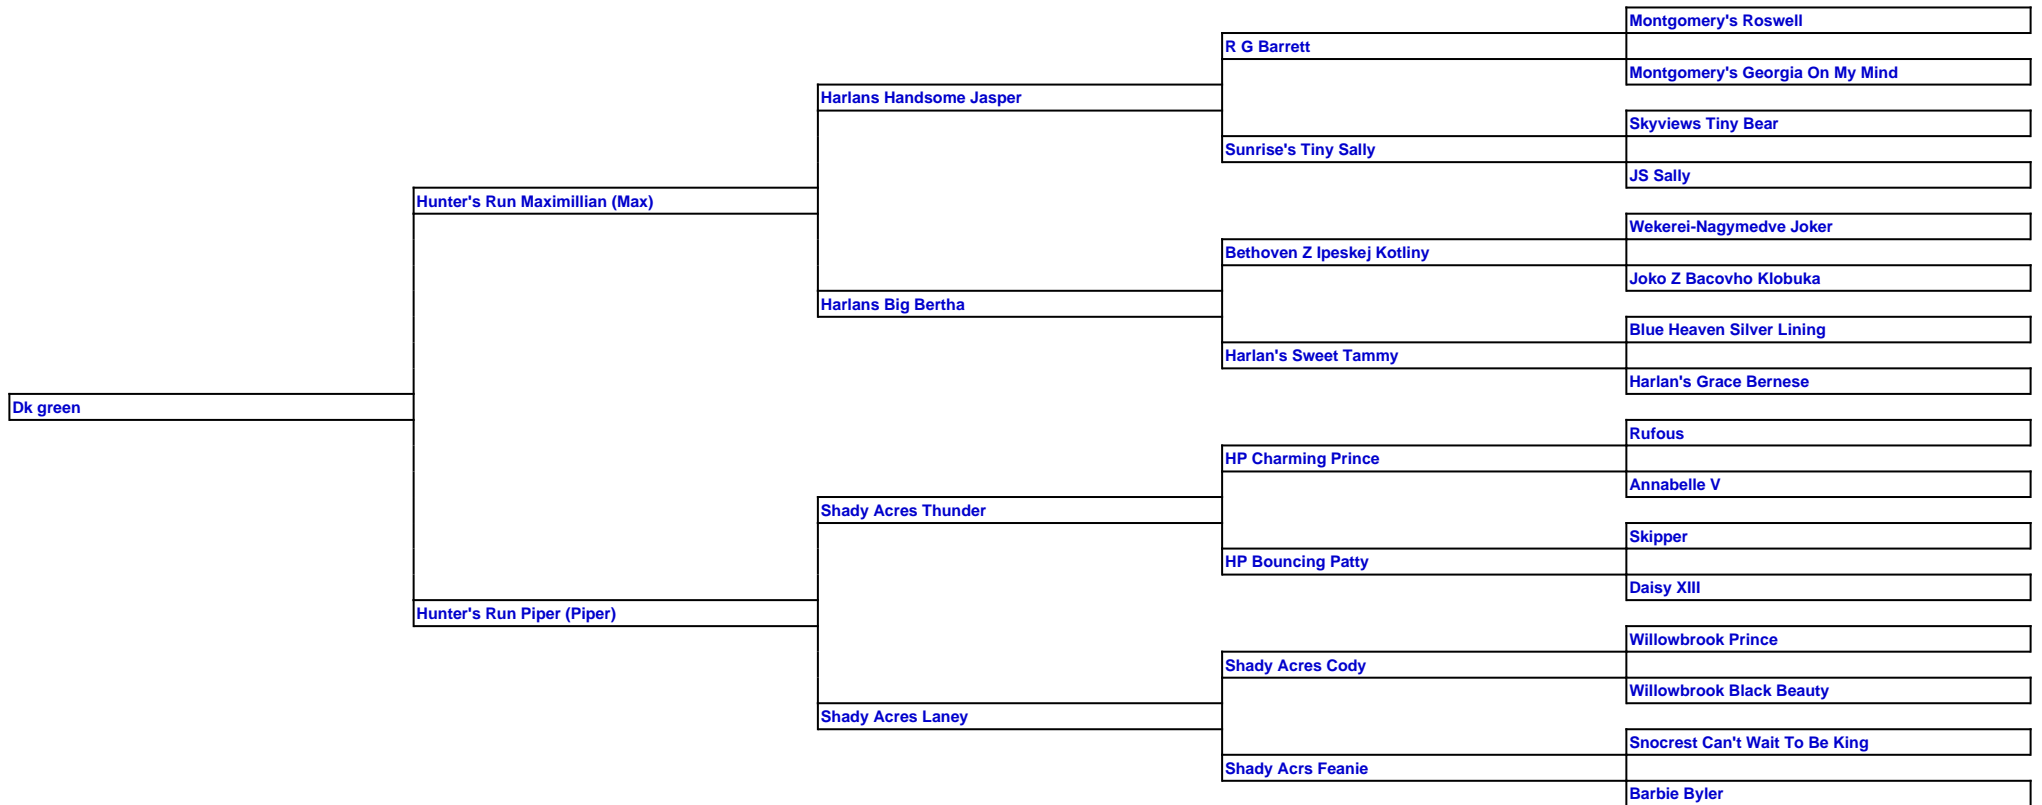 Montgomery's Roswell
R G Barrett
Montgomery's Georgia On My Mind
Harlans Handsome Jasper
Skyviews Tiny Bear
Sunrise's Tiny Sally
JS Sally
Hunter's Run Maximillian (Max)
Wekerei-Nagymedve Joker
Bethoven Z Ipeskej Kotliny
Joko Z Bacovho Klobuka
Harlans Big Bertha
Blue Heaven Silver Lining
Harlan's Sweet Tammy
Harlan's Grace Bernese
Dk green
Rufous
HP Charming Prince
Annabelle V
Shady Acres Thunder
Skipper
HP Bouncing Patty
Daisy XIII
Hunter's Run Piper (Piper)
Willowbrook Prince
Shady Acres Cody
Willowbrook Black Beauty
Shady Acres Laney
Snocrest Can't Wait To Be King
Shady Acrs Feanie
Barbie Byler